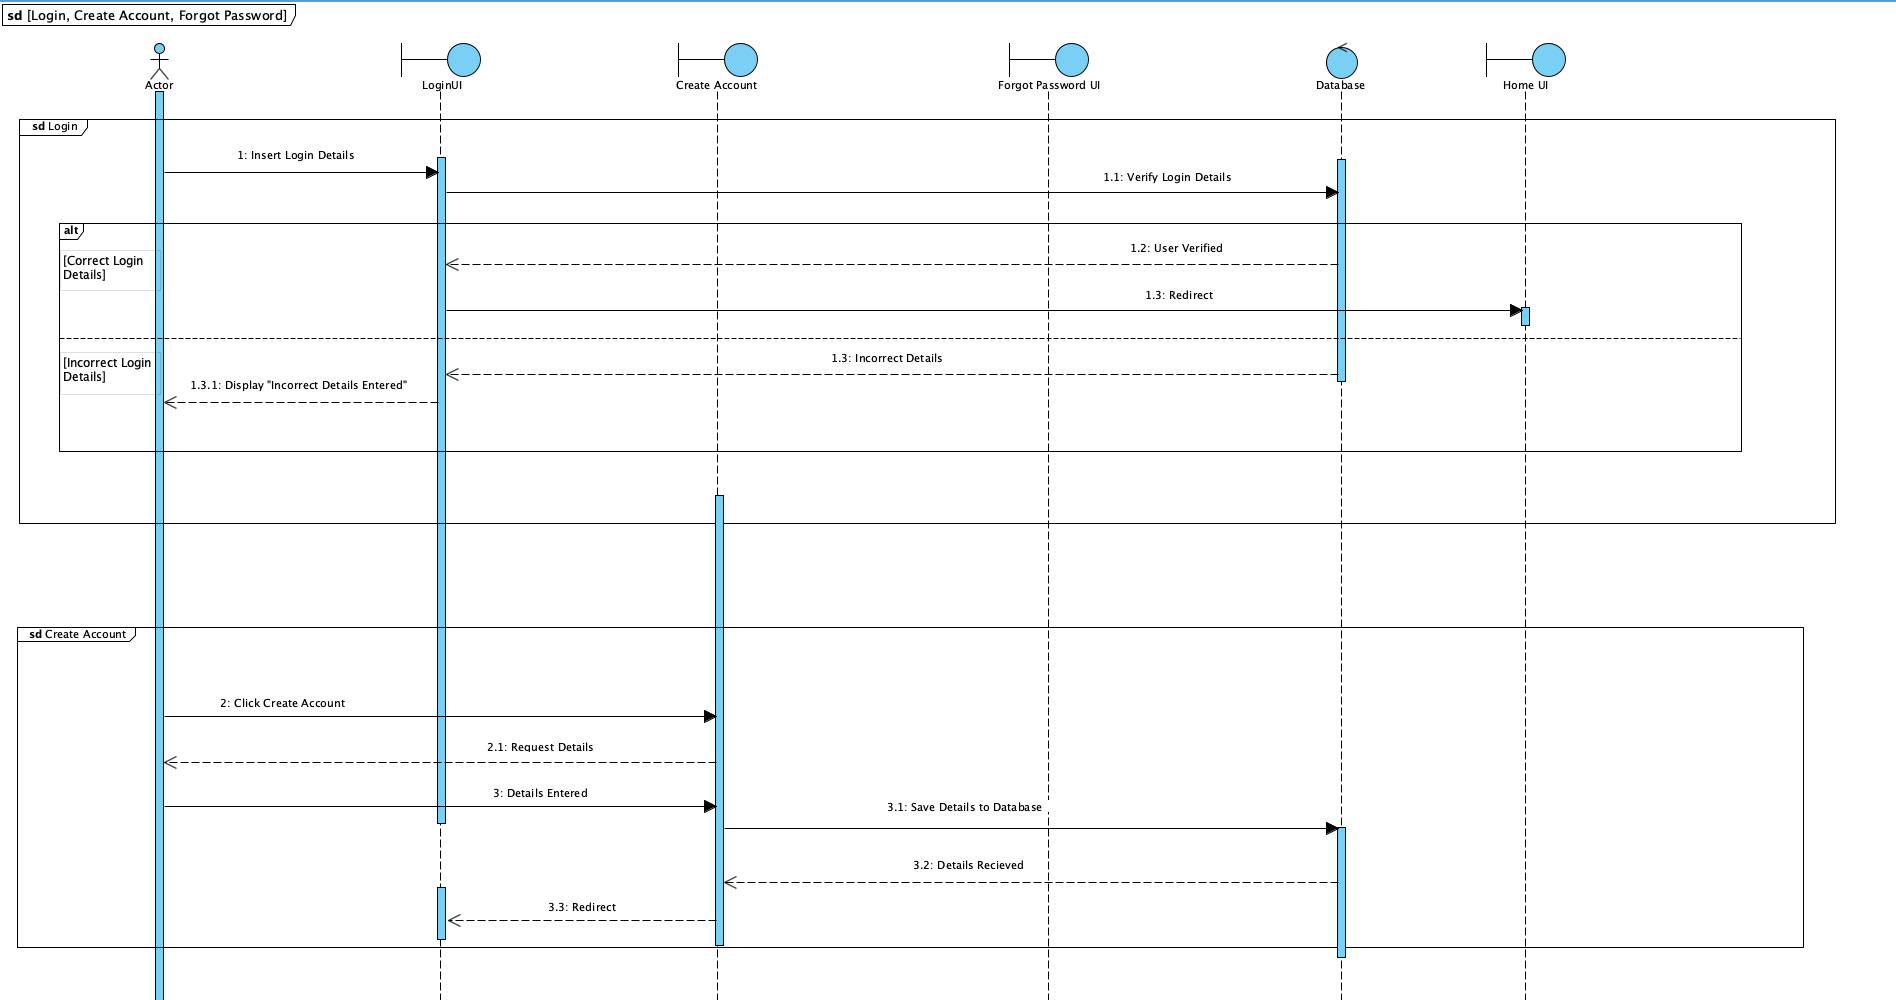 sd [Login, Create Account, Forgot Password]
Actor
LoginUI
Create Account
Forgot Password UI
Database
Home UI
sd Login
1: Insert Login Details
1.1: Verify Login Details
alt
[Correct Login
Details]
1.2: User Verified
1.3: Redirect
[Incorrect Login
Details]
1.3: Incorrect Details
1.3.1: Display "Incorrect Details Entered"
sd Create Account
2: Click Create Account
2.1: Request Details
3: Details Entered
3.1: Save Details to Database
3.2: Details Recieved
3.3: Redirect